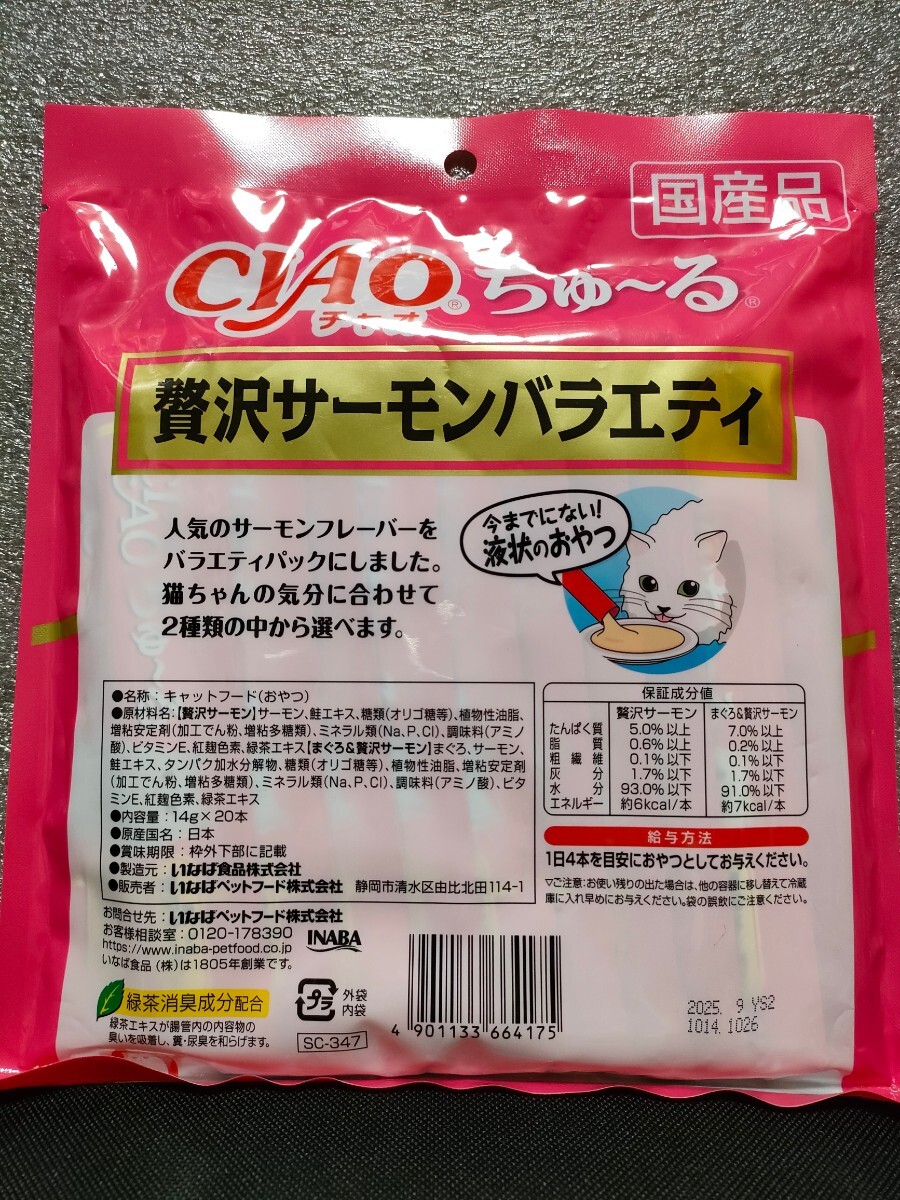 国産品
CIAO® ちゅ〜る®
チャオ
贅沢サーモンバラエティ
人気のサーモンフレーバーを
バラエティパックにしました。
猫ちゃんの気分に合わせて
2種類の中から選べます。
今までにない!
液状のおやつ
●名称：キャットフード(おやつ)
●原材料名：【贅沢サーモン】サーモン、鮭エキス、糖類(オリゴ糖等)、植物性油脂、
増粘安定剤(加工でん粉、増粘多糖類)、ミネラル類(Na、P、Cl)、調味料(アミノ
酸)、ビタミンE、紅麹色素、緑茶エキス【まぐろ&贅沢サーモン】まぐろ、サーモン、
鮭エキス、タンパク加水分解物、糖類(オリゴ糖等)、植物性油脂、増粘安定剤
(加工でん粉、増粘多糖類)、ミネラル類(Na、P、Cl)、調味料(アミノ酸)、ビタ
ミンE、紅麹色素、緑茶エキス
●内容量：14g×20本
●原産国名：日本
●賞味期限：枠外下部に記載
●製造元：いなば食品株式会社
●販売者：いなばペットフード株式会社 静岡市清水区由比北田114-1
保証成分値
贅沢サーモン まぐろ&贅沢サーモン
たんぱく質 5.0%以上 7.0%以上
脂質 0.6%以上 0.2%以上
粗繊維 0.1%以下 0.1%以下
灰分 1.7%以下 1.7%以下
水分 93.0%以下 91.0%以下
エネルギー 約6kcal/本 約7kcal/本
給与方法
1日4本を目安におやつとしてお与えください。
▽ご注意：お使い残りの出た場合は、他の容器に移し替えて冷蔵
庫に入れ早めにお与えください。袋の誤飲にご注意ください。
お問合せ先：いなばペットフード株式会社
お客様相談室：0120-178390
https://www.inaba-petfood.co.jp
いなば食品(株)は1805年創業です。
INABA
緑茶消臭成分配合
緑茶エキスが腸管内の内容物の
臭いを吸着し、糞・尿臭を和らげます。
プラ
外袋
内袋
SC-347
4 901133 664175
2025. 9 YS2
1014. 1026